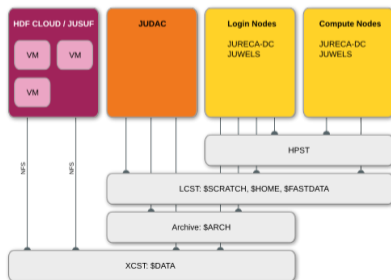 HDF CLOUD / JUSUF
VM
VM
VM
JUDAC
Login Nodes
JURECA-DC
JUWELS
Compute Nodes
JURECA-DC
JUWELS
NFS
NFS
HPST
LCST: $SCRATCH, $HOME, $FASTDATA
Archive: $ARCH
XCST: $DATA